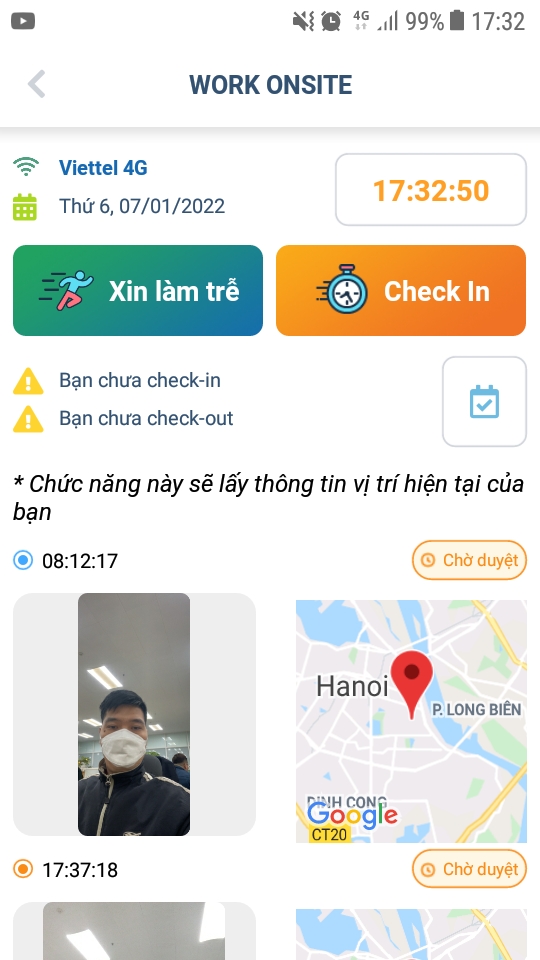 4G 99% 17:32
WORK ONSITE
Viettel 4G
Thứ 6, 07/01/2022
17:32:50
Xin làm trễ
Check In
Bạn chưa check-in
Bạn chưa check-out
* Chức năng này sẽ lấy thông tin vị trí hiện tại của
bạn
08:12:17
Chờ duyệt
Hanoi
P. LONG BIÊN
ĐỊNH CONG
Google
CT20
17:37:18
Chờ duyệt